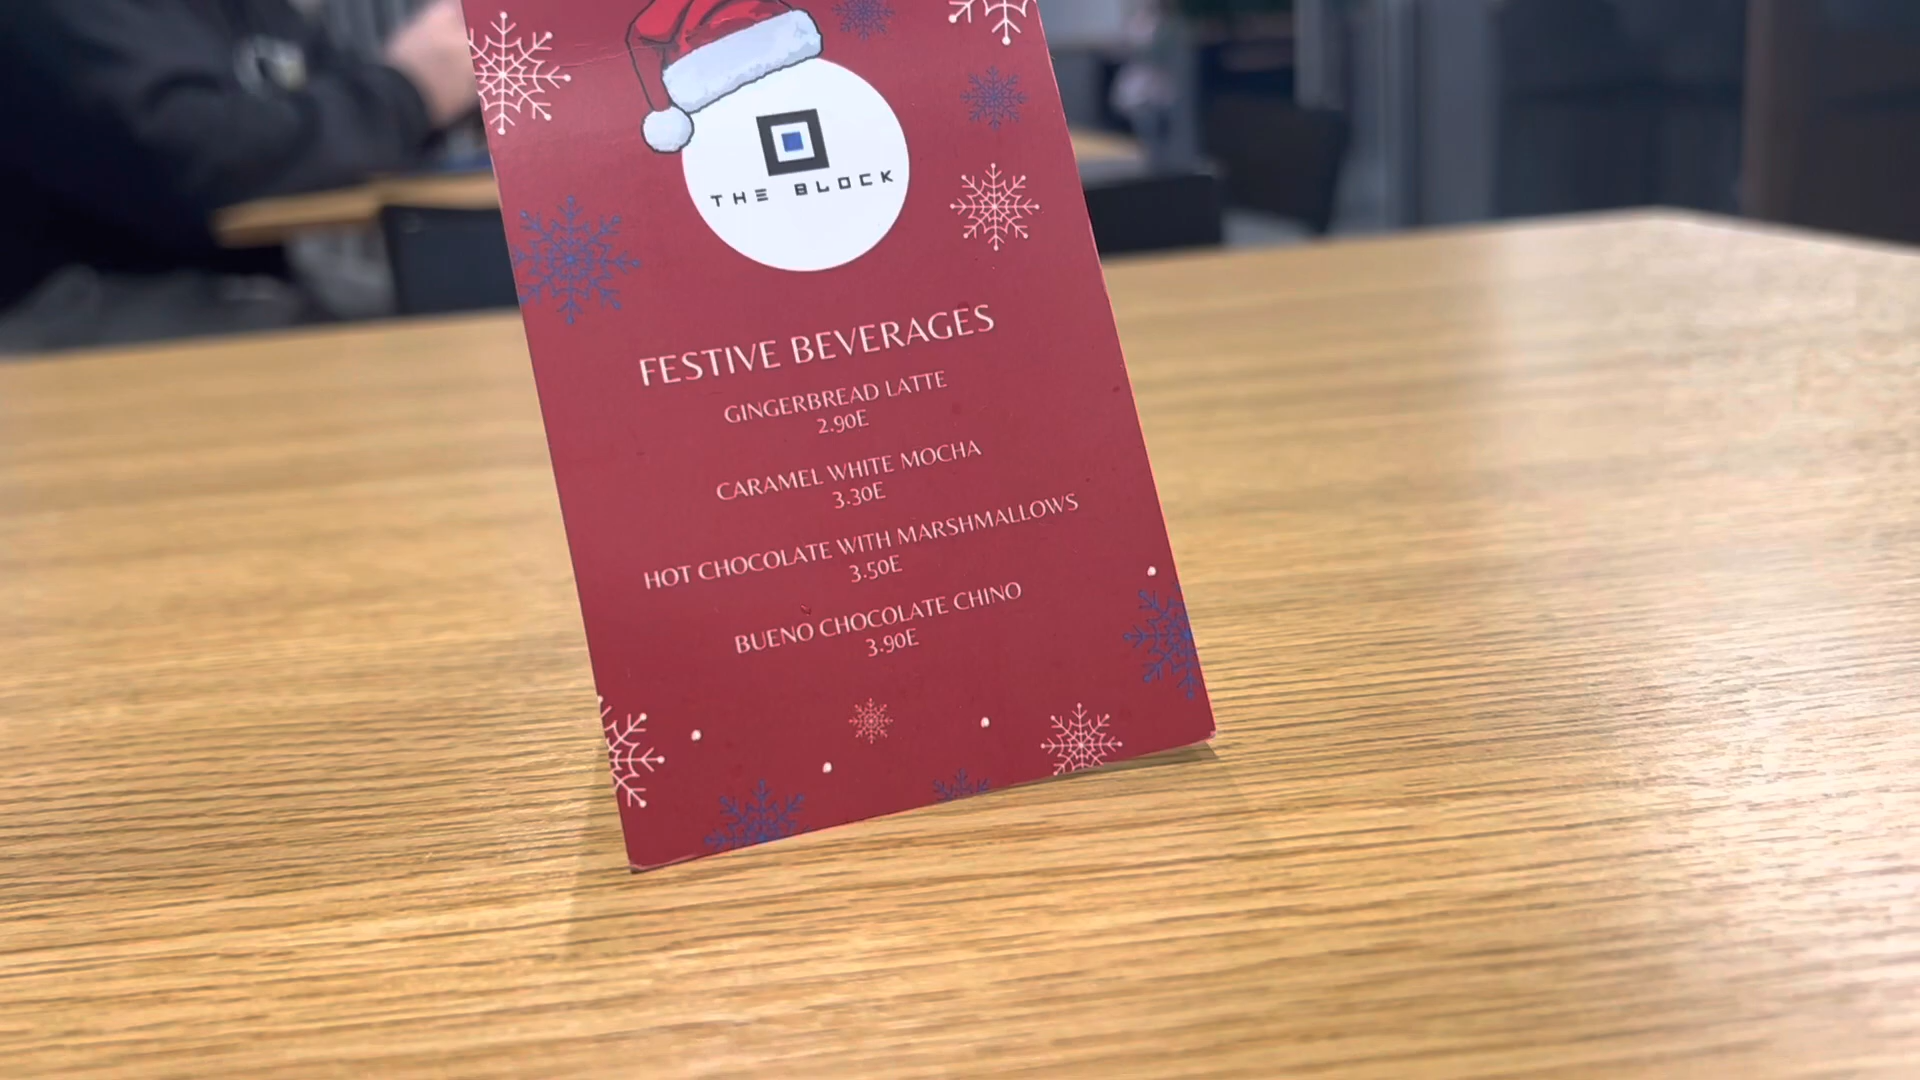 THE BLOCK
FESTIVE BEVERAGES
GINGERBREAD LATTE
2.90E
CARAMEL WHITE MOCHA
3.30E
HOT CHOCOLATE WITH MARSHMALLOWS
3.50E
BUENO CHOCOLATE CHINO
3.90E